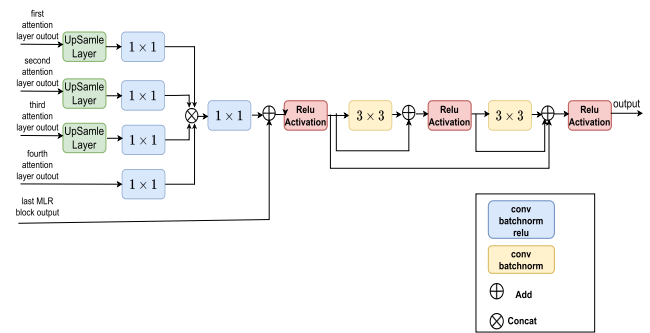 first
attention
layer outout
UpSamle
Layer
1 × 1
second
attention
layer outout
UpSamle
Layer
1 × 1
third
attention
layer outout
UpSamle
Layer
1 × 1
fourth
attention
layer outout
1 × 1
last MLR
block output
1 × 1
Relu
Activation
3 × 3
Relu
Activation
3 × 3
Relu
Activation
output
conv
batchnorm
relu
conv
batchnorm
Add
Concat